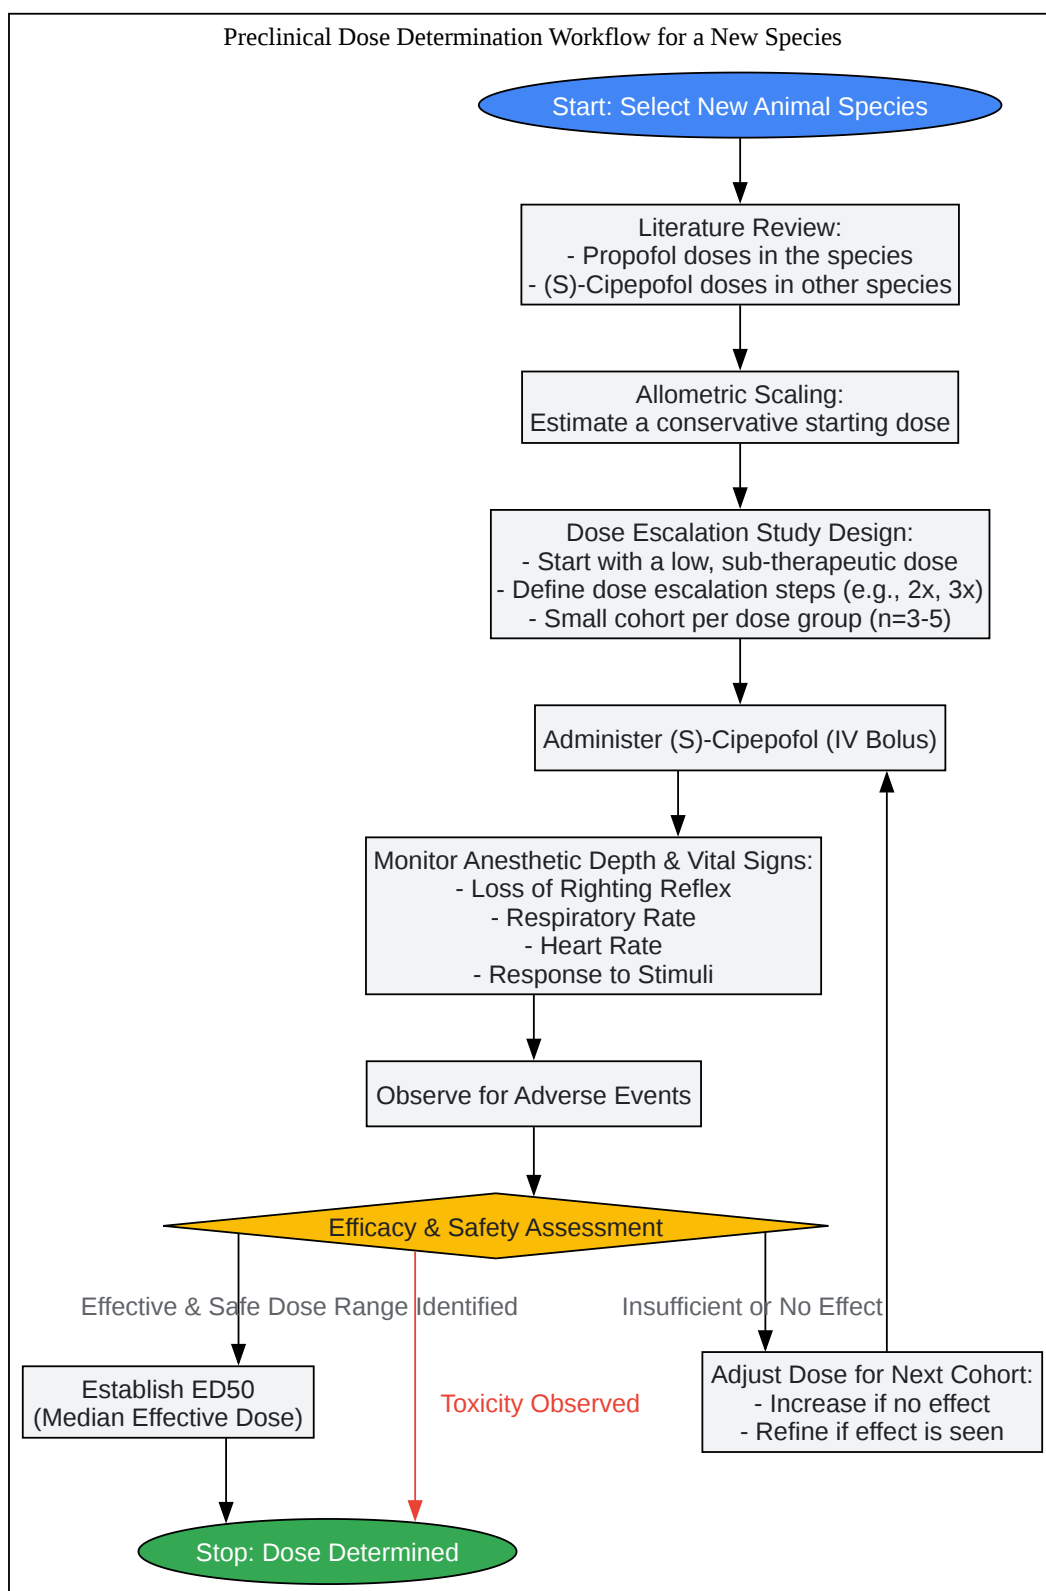 Preclinical Dose Determination Workflow for a New Species
Start: Select New Animal Species
Literature Review:
- Propofol doses in the species
- (S)-Cipepofol doses in other species
Allometric Scaling:
Estimate a conservative starting dose
Dose Escalation Study Design:
- Start with a low, sub-therapeutic dose
- Define dose escalation steps (e.g., 2x, 3x)
- Small cohort per dose group (n=3-5)
Administer (S)-Cipepofol (IV Bolus)
Monitor Anesthetic Depth & Vital Signs:
- Loss of Righting Reflex
- Respiratory Rate
- Heart Rate
- Response to Stimuli
Observe for Adverse Events
Efficacy & Safety Assessment
Effective & Safe Dose Range Identified
Insufficient or No Effect
Establish ED50
(Median Effective Dose)
Toxicity Observed
Adjust Dose for Next Cohort:
- Increase if no effect
- Refine if effect is seen
Stop: Dose Determined